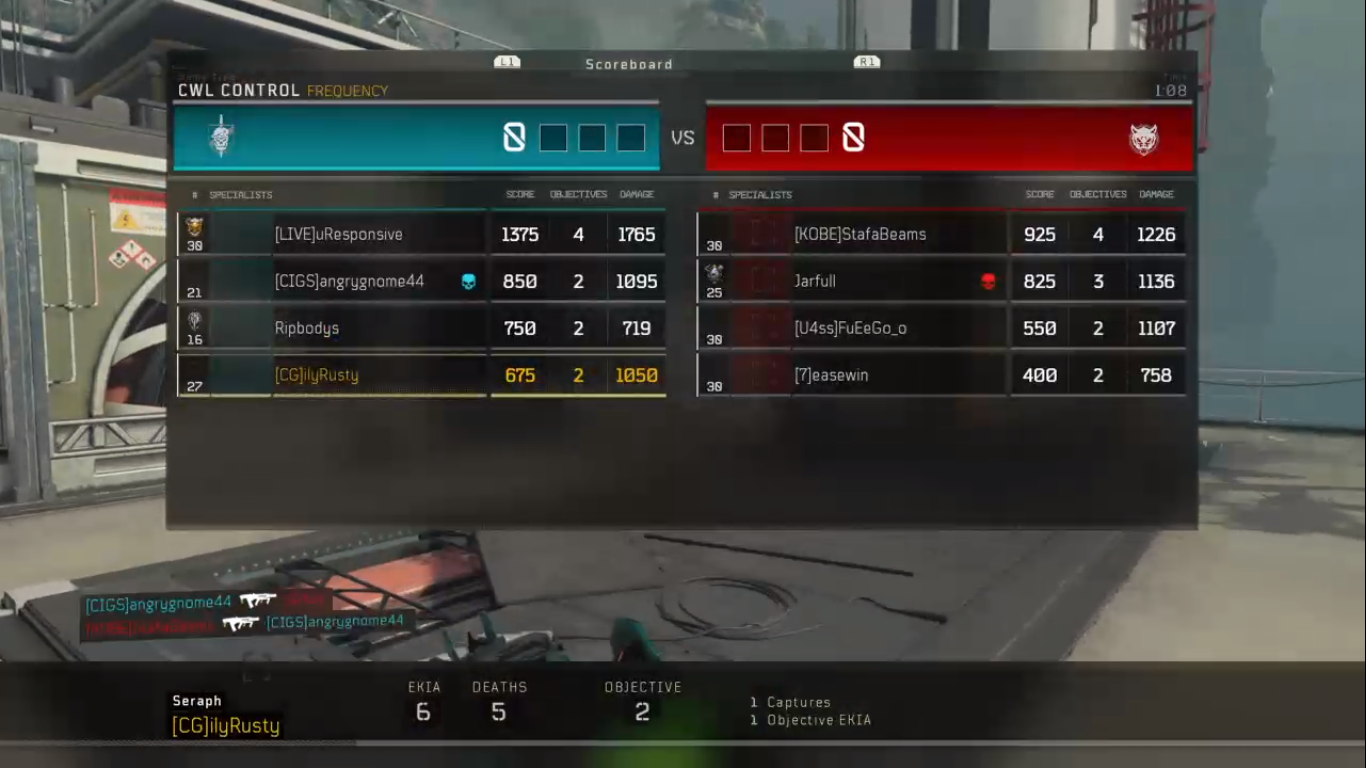 L1 Scoreboard R1
CWL CONTROL FREQUENCY
1:08
0 VS 0
# SPECIALISTS SCORE OBJECTIVES DAMAGE
30 [LIVE]uResponsive 1375 4 1765
21 [CIGS]angrygnome44 850 2 1095
16 Ripbodys 750 2 719
27 [CG]ilyRusty 675 2 1050
# SPECIALISTS SCORE OBJECTIVES DAMAGE
30 [KOBE]StafaBeams 925 4 1226
25 Jarfull 825 3 1136
30 [U4ss]FuEeGo_o 550 2 1107
30 [7]easewin 400 2 758
[CIGS]angrygnome44
[KOBE]StafaBeams [CIGS]angrygnome44
Seraph
[CG]ilyRusty
EKIA DEATHS OBJECTIVE
6 5 2
1 Captures
1 Objective EKIA